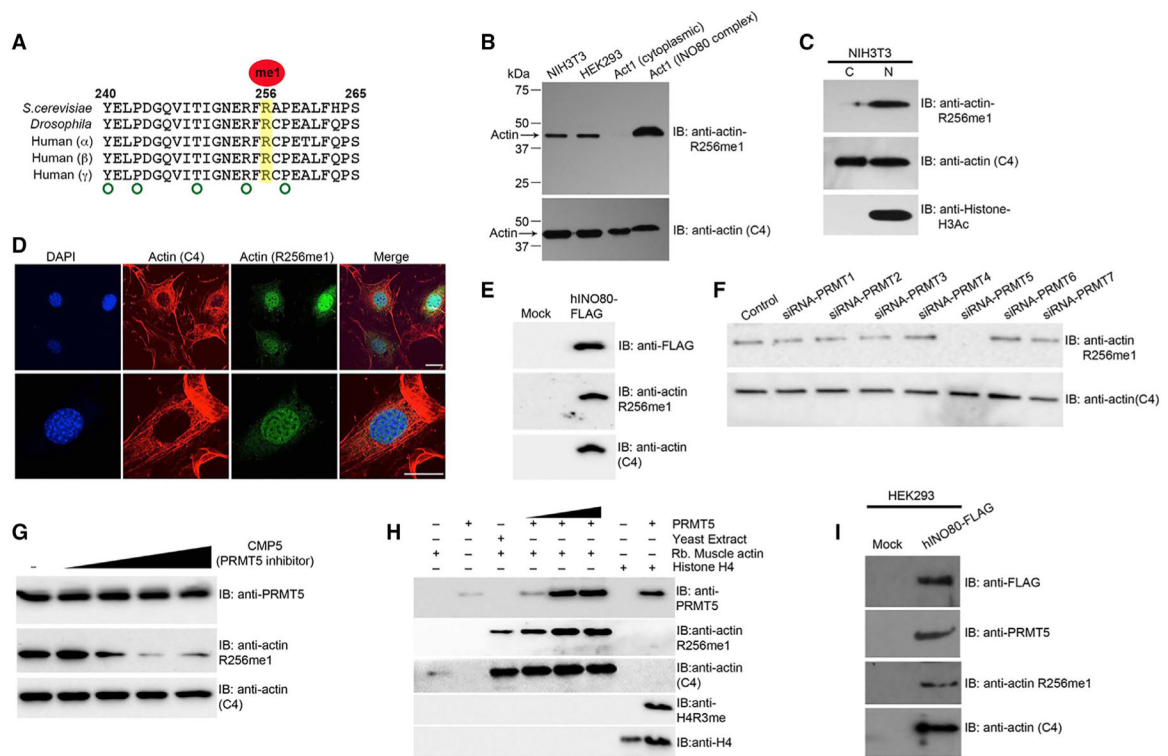 A
me1
240 256 265
S.cerevisiae YELPDGQVITIGNERFRAPEALFHPS
Drosophila YELPDGQVITIGNERFRCPEALFQPS
Human (α) YELPDGQVITIGNERFRCPETLFQPS
Human (β) YELPDGQVITIGNERFRCPEALFQPS
Human (γ) YELPDGQVITIGNERFRCPEALFQPS
B
NIH3T3 HEK293 Act1 (cytoplasmic) Act1 (INO80 complex)
kDa
75
50
Actin
37
25
IB: anti-actin-
R256me1
50
Actin
37
IB: anti-actin (C4)
C
NIH3T3
C N
IB: anti-actin-
R256me1
IB: anti-actin (C4)
IB: anti-Histone-
H3Ac
D
DAPI Actin (C4) Actin (R256me1) Merge
E
hINO80-
Mock FLAG
IB: anti-FLAG
IB: anti-actin
R256me1
IB: anti-actin
(C4)
F
Control siRNA-PRMT1 siRNA-PRMT2 siRNA-PRMT3 siRNA-PRMT4 siRNA-PRMT5 siRNA-PRMT6 siRNA-PRMT7
IB: anti-actin
R256me1
IB: anti-actin(C4)
G
CMP5
– (PRMT5 inhibitor)
IB: anti-PRMT5
IB: anti-actin
R256me1
IB: anti-actin
(C4)
H
– + – + + + – + PRMT5
– – + – – – – – Yeast Extract
+ – + + + + – – Rb. Muscle actin
– – – – – – + + Histone H4
IB: anti-
PRMT5
IB:anti-actin
R256me1
IB:anti-actin
(C4)
IB:anti-
H4R3me
IB:anti-H4
I
HEK293
Mock hINO80-FLAG
IB: anti-FLAG
IB: anti-PRMT5
IB: anti-actin R256me1
IB: anti-actin (C4)